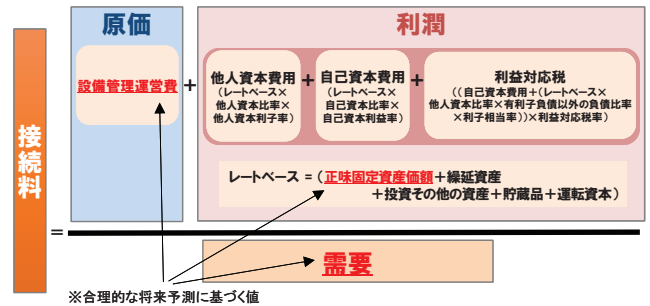 原価
利潤
接続料
=
設備管理運営費
+
他人資本費用
(レートベース×
他人資本比率×
他人資本利子率)
+
自己資本費用
(レートベース×
自己資本比率×
自己資本利益率)
+
利益対応税
((自己資本費用+(レートベース×
他人資本比率×有利子負債以外の負債比率
×利子相当率))×利益対応税率)
レートベース =(正味固定資産価額+繰延資産
+投資その他の資産+貯蔵品+運転資本)
需要
※合理的な将来予測に基づく値